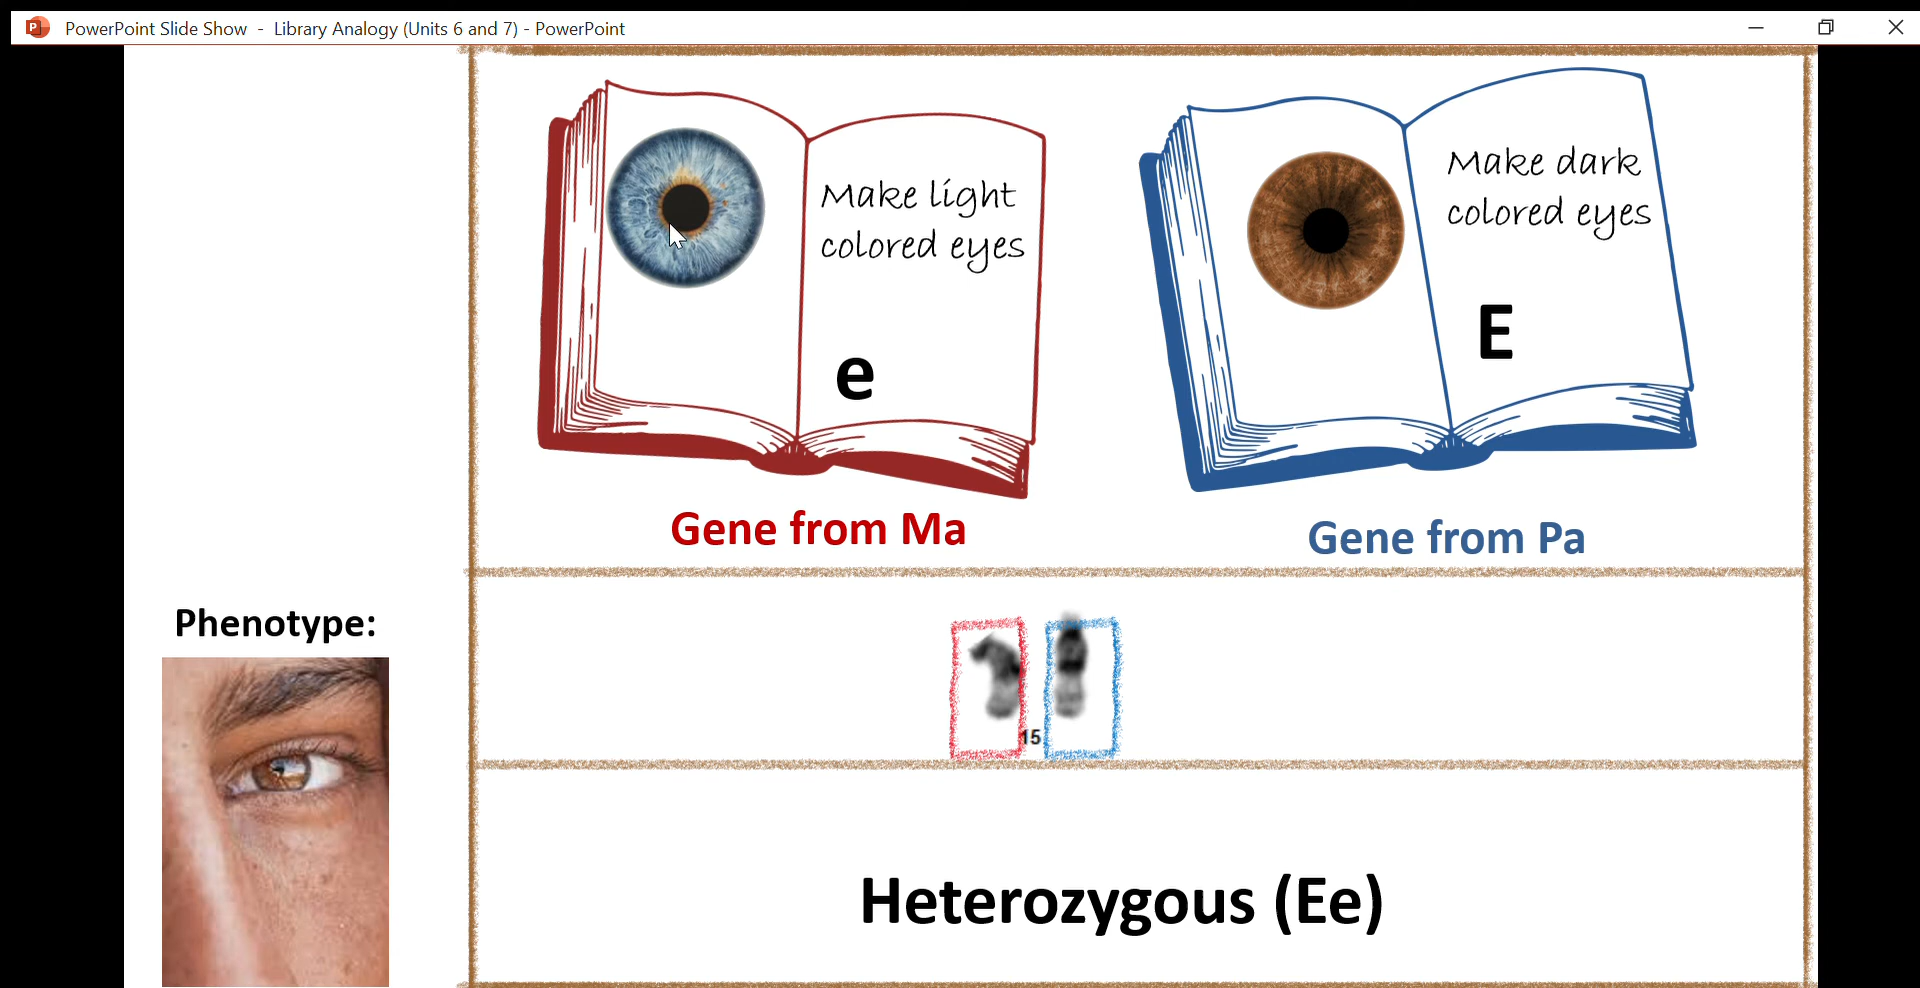 PowerPoint Slide Show - Library Analogy (Units 6 and 7) - PowerPoint
Make light
colored eyes
e
Gene from Ma
Make dark
colored eyes
E
Gene from Pa
Phenotype:
15
Heterozygous (Ee)